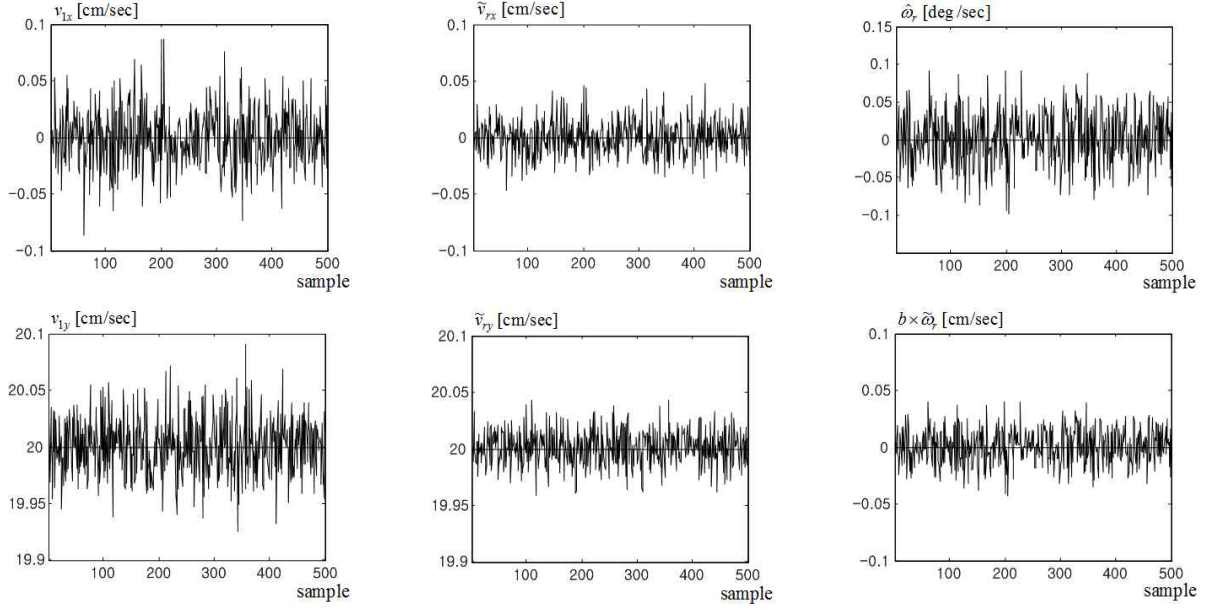 v₁ₓ [cm/sec]
0.1
0.05
0
-0.05
-0.1
100 200 300 400 500
sample
ṽᵣₓ [cm/sec]
0.1
0.05
0
-0.05
-0.1
100 200 300 400 500
sample
ω̂ᵣ [deg/sec]
0.15
0.1
0.05
0
0.05
-0.1
100 200 300 400 500
sample
v₁y [cm/sec]
20.1
20.05
20
19.95
19.9
100 200 300 400 500
sample
ṽry [cm/sec]
20.1
20.05
20
19.95
19.9
100 200 300 400 500
sample
b × ω̃ᵣ [cm/sec]
0.1
0.05
0
-0.05
-0.1
100 200 300 400 500
sample